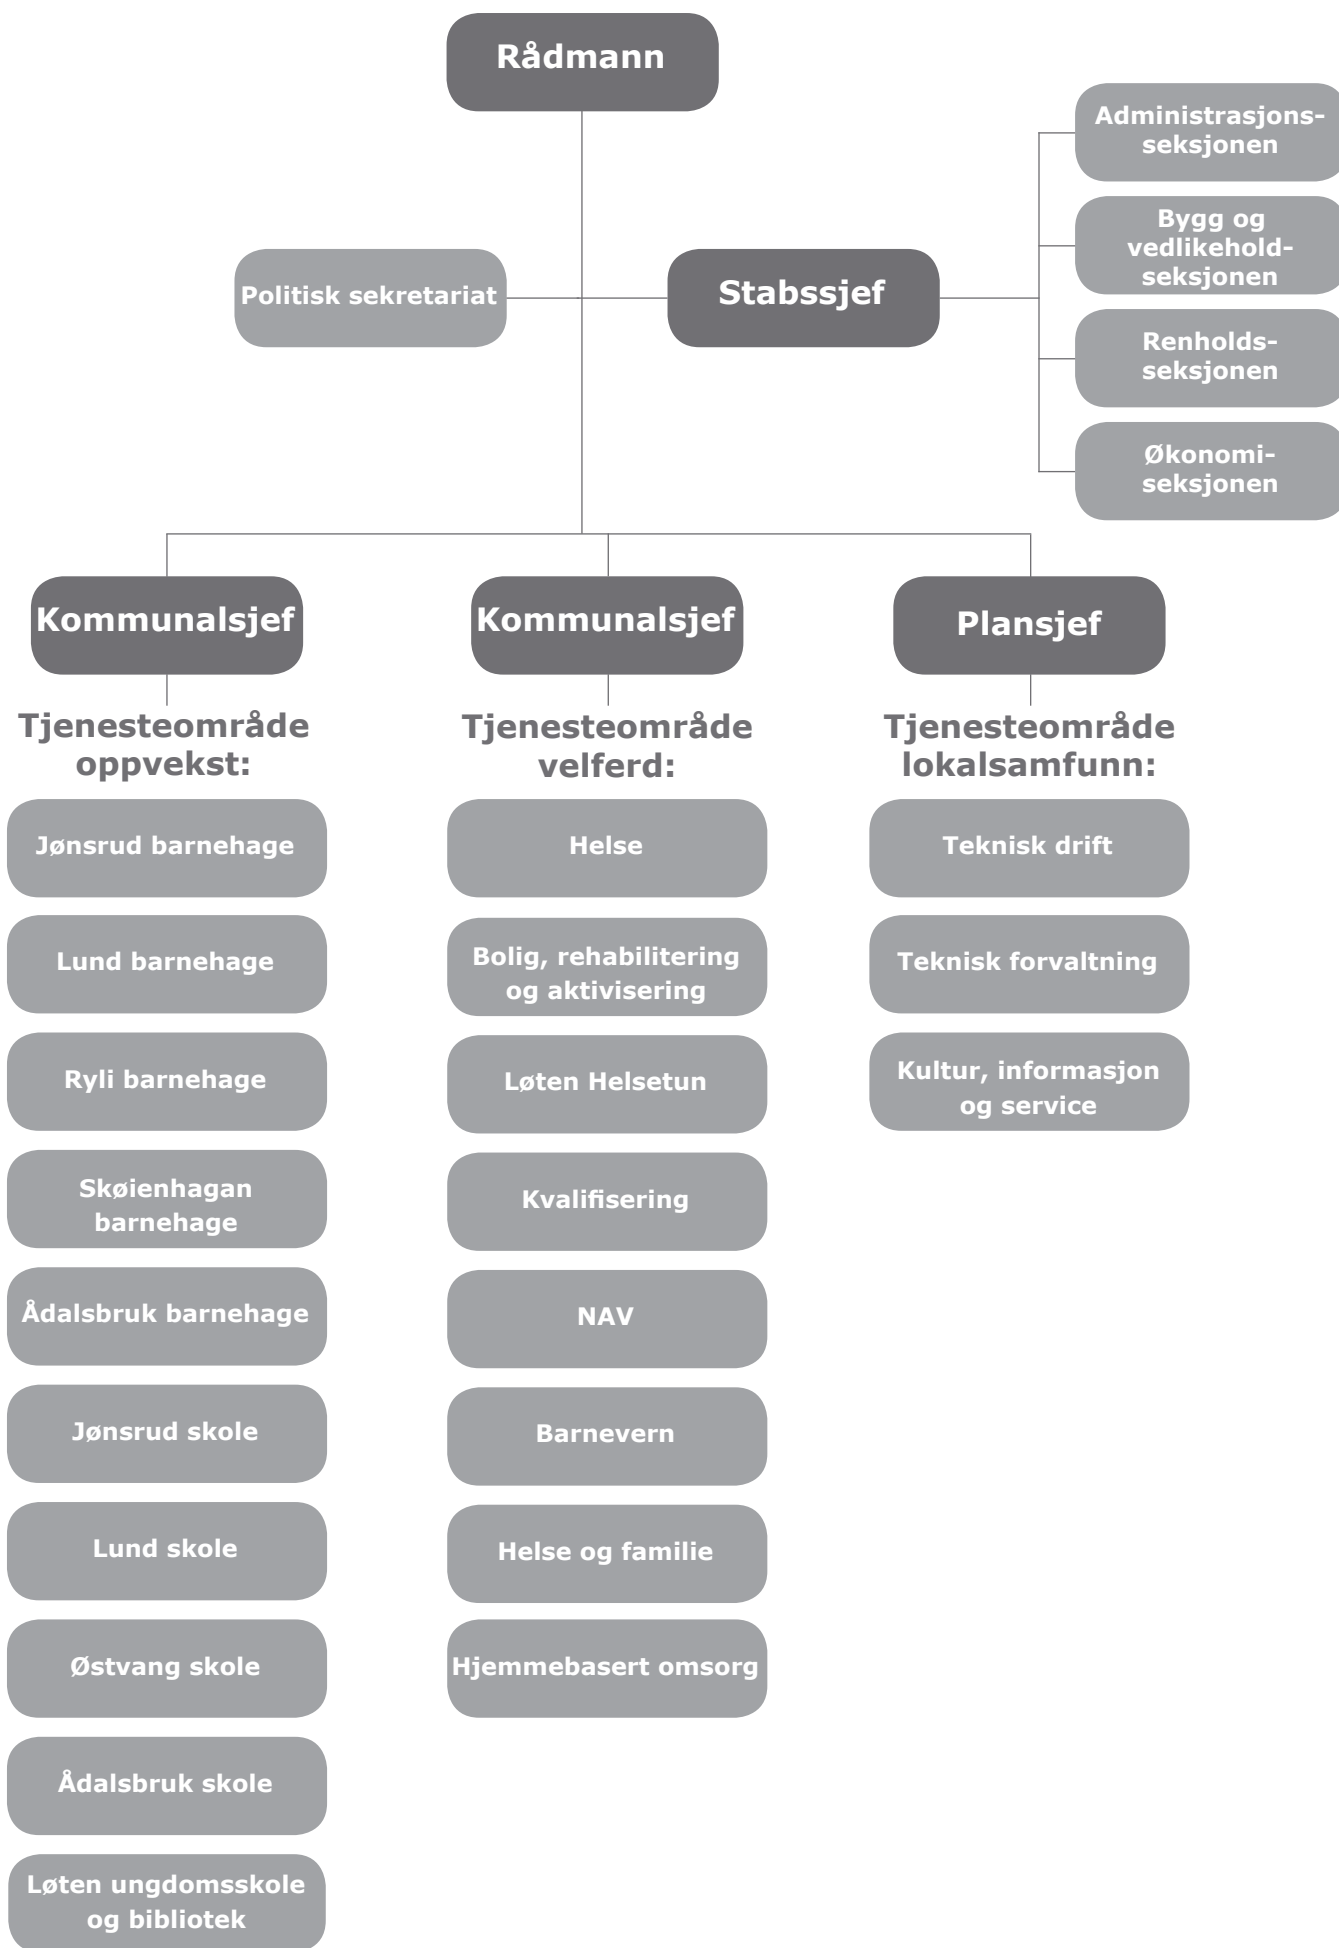 Rådmann
Administrasjons-
seksjonen
Bygg og
vedlikehold-
seksjonen
Renholds-
seksjonen
Økonomi-
seksjonen
Politisk sekretariat
Stabssjef
Kommunalsjef
Kommunalsjef
Plansjef
Tjenesteområde
oppvekst:
Jønsrud barnehage
Lund barnehage
Ryli barnehage
Skøienhagan
barnehage
Ådalsbruk barnehage
Jønsrud skole
Lund skole
Østvang skole
Ådalsbruk skole
Løten ungdomsskole
og bibliotek
Tjenesteområde
velferd:
Helse
Bolig, rehabilitering
og aktivisering
Løten Helsetun
Kvalifisering
NAV
Barnevern
Helse og familie
Hjemmebasert omsorg
Tjenesteområde
lokalsamfunn:
Teknisk drift
Teknisk forvaltning
Kultur, informasjon
og service